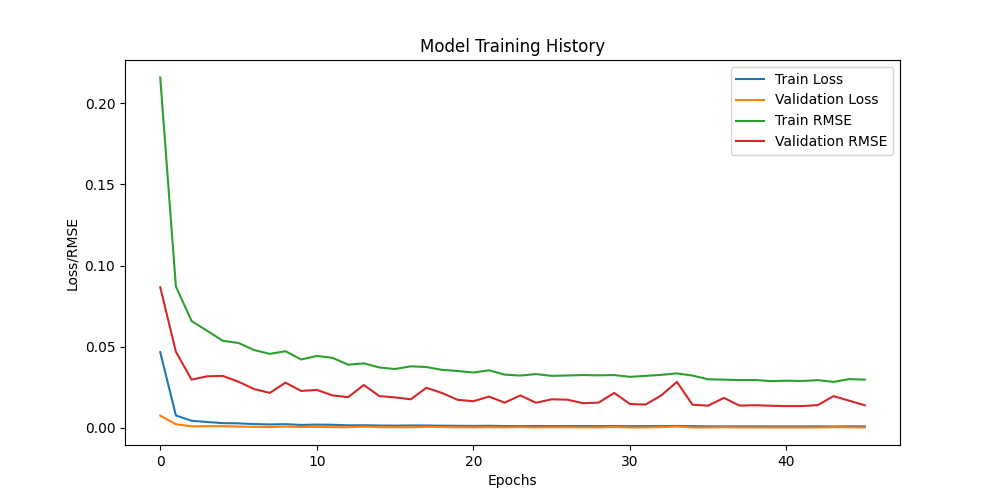 Model Training History
Train Loss
Validation Loss
Train RMSE
Validation RMSE
Loss/RMSE
0.20
0.15
0.10
0.05
0.00
0
10
20
30
40
Epochs